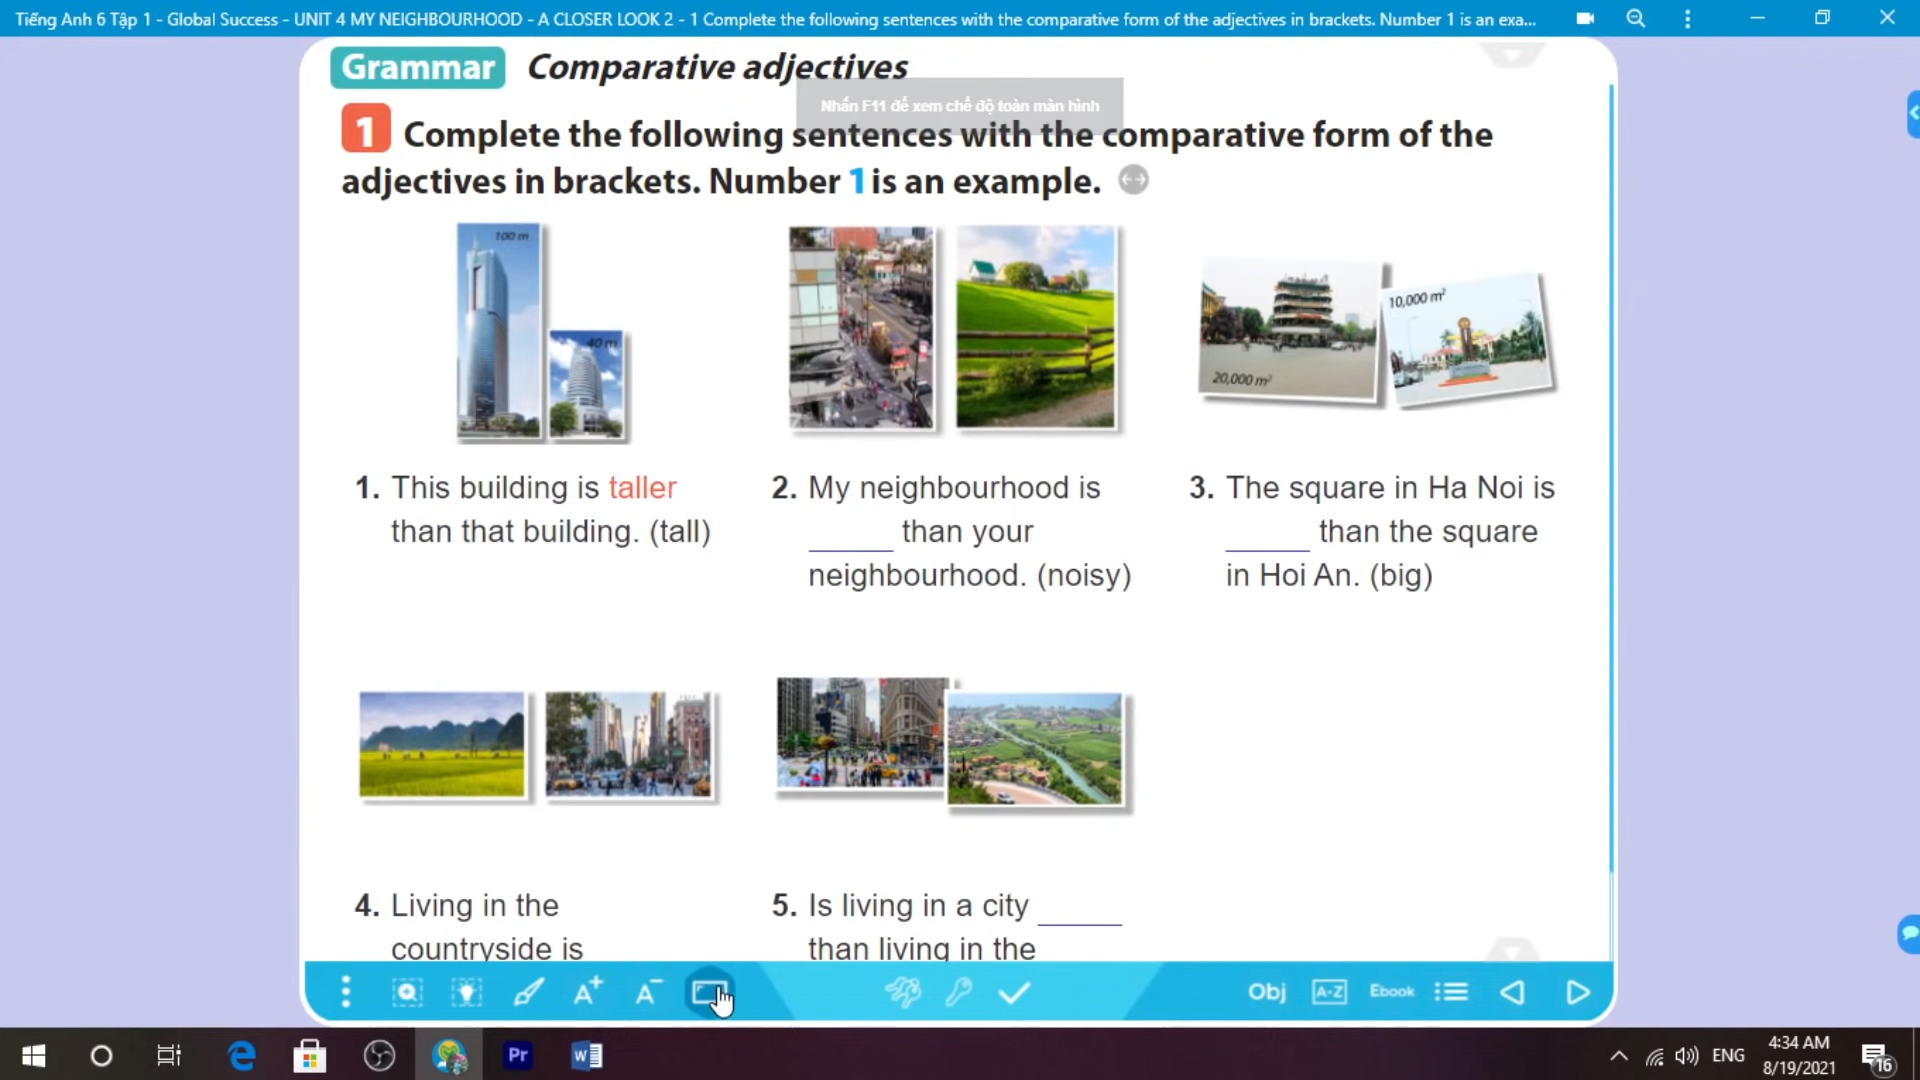 Tiếng Anh 6 Tập 1 - Global Success - UNIT 4 MY NEIGHBOURHOOD - A CLOSER LOOK 2 - 1 Complete the following sentences with the comparative form of the adjectives in brackets. Number 1 is an exa...
Grammar Comparative adjectives
Nhấn F11 để xem chế độ toàn màn hình
1 Complete the following sentences with the comparative form of the
adjectives in brackets. Number 1 is an example.
100 m
40 m
20,000 m²
10,000 m²
1. This building is taller
than that building. (tall)
2. My neighbourhood is
_____ than your
neighbourhood. (noisy)
3. The square in Ha Noi is
_____ than the square
in Hoi An. (big)
4. Living in the
countryside is
5. Is living in a city _____
than living in the
A+ A-
Obj A-Z Ebook
Pr W
ENG
4:34 AM
8/19/2021
16